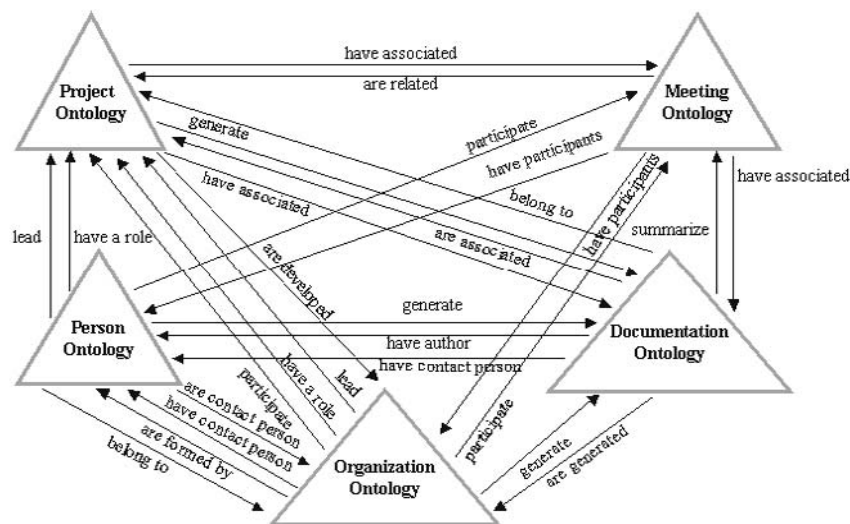 have associated
are related
Project
Ontology
Meeting
Ontology
generate
participate
have participants
have associated
belong to
have participants
have associated
lead
have a role
are associated
summarize
are developed
generate
Person
Ontology
have author
Documentation
Ontology
have contact person
have a role
lead
participate
are contact person
have contact person
are formed by
belong to
participate
generate
are generated
Organization
Ontology